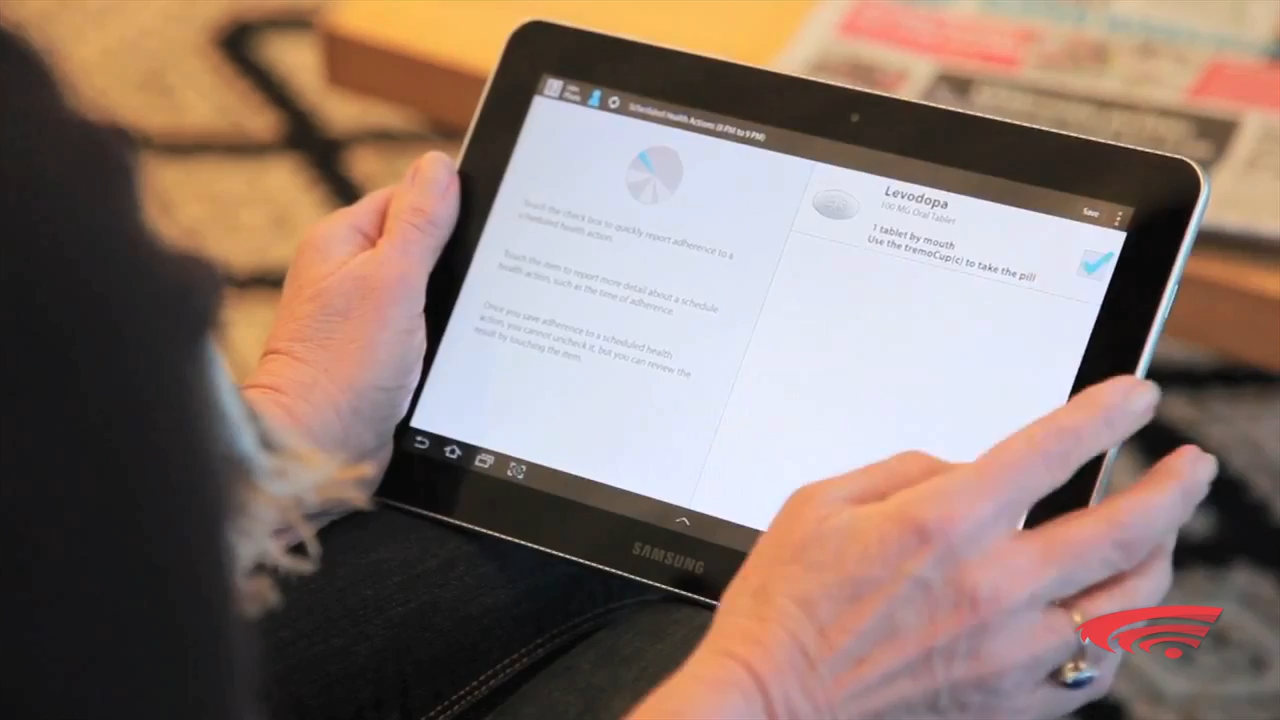 Scheduled Health Actions (8 PM to 9 PM)
Save
Touch the check box to quickly report adherence to a
scheduled health action.
Touch the item to report more detail about a schedule
health action, such as the time of adherence.
Once you save adherence to a scheduled health
action, you cannot uncheck it, but you can review the
result by touching the item.
Levodopa
100 MG Oral Tablet
1 tablet by mouth
Use the tremoCup(c) to take the pill
SAMSUNG